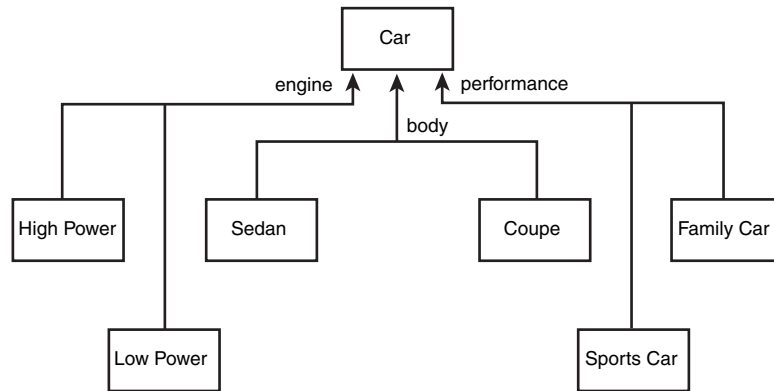 Car
engine
performance
body
High Power
Sedan
Coupe
Family Car
Low Power
Sports Car